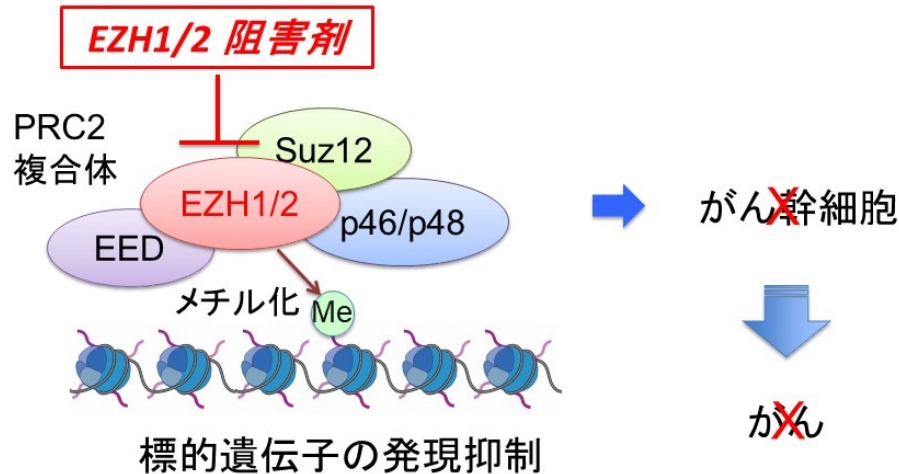 EZH1/2 阻害剤
PRC2
複合体
Suz12
EZH1/2
p46/p48
EED
メチル化
Me
標的遺伝子の発現抑制
がん幹細胞
がん